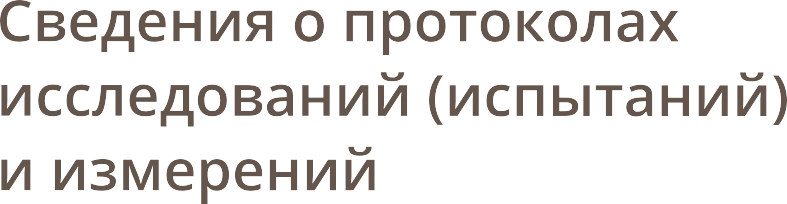 Сведения о протоколах
исследований (испытаний)
и измерений